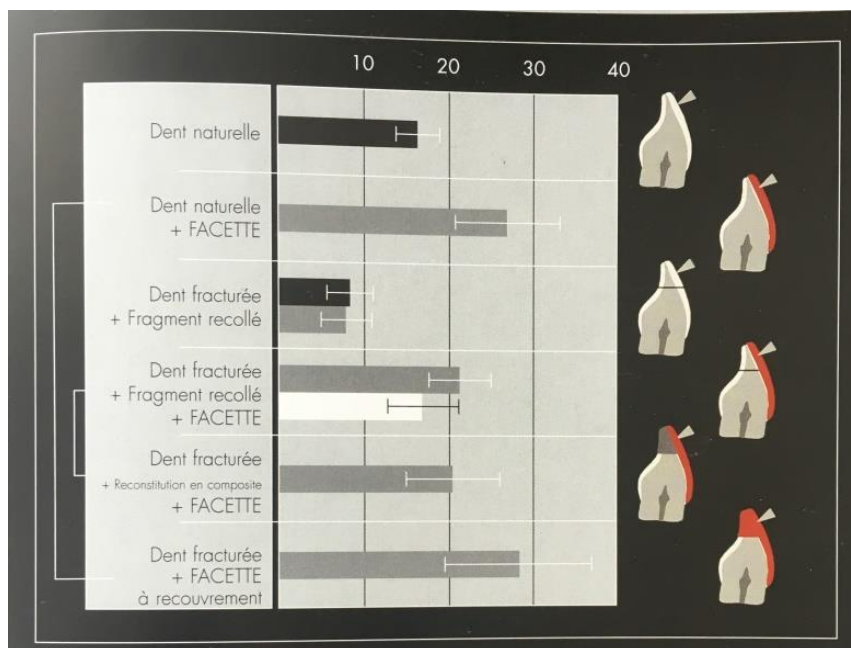 10 20 30 40
Dent naturelle
Dent naturelle
+ FACETTE
Dent fracturée
+ Fragment recollé
Dent fracturée
+ Fragment recollé
+ FACETTE
Dent fracturée
+ Reconstitution en composite
+ FACETTE
Dent fracturée
+ FACETTE
à recouvrement